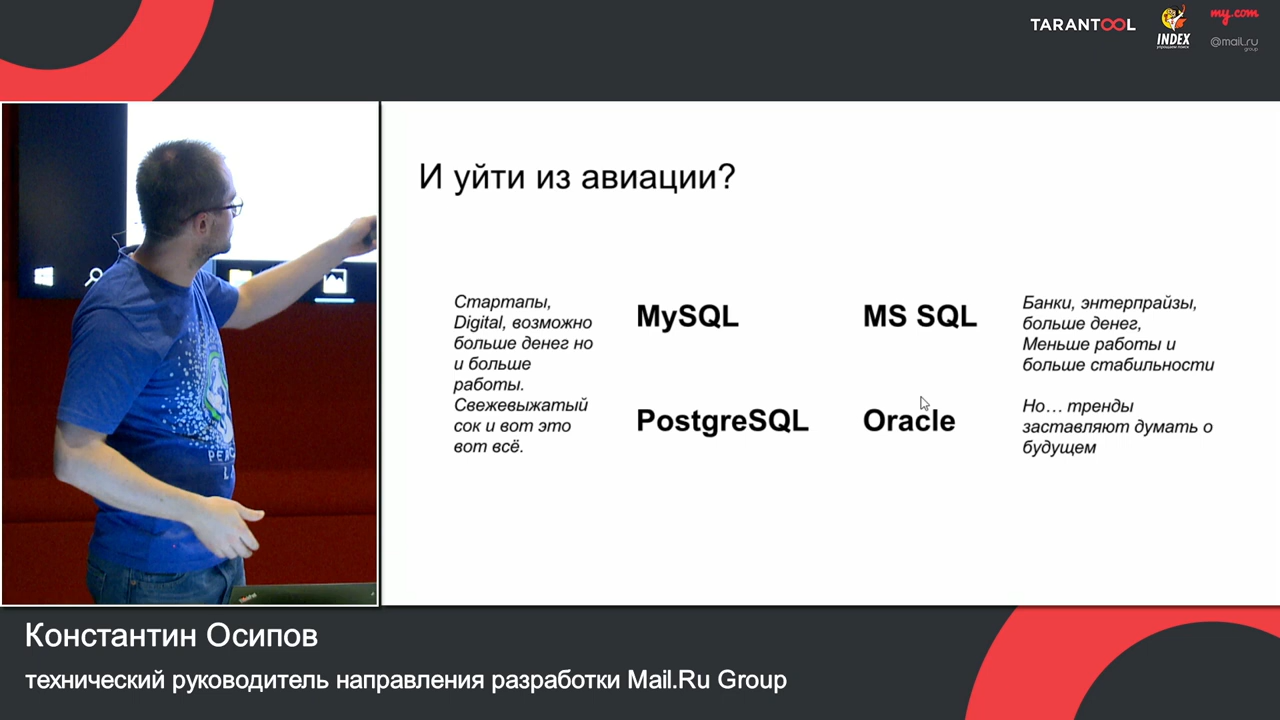 TARANTOOL
INDEX
my.com
@mail.ru
group
И уйти из авиации?
Стартапы,
Digital, возможно
больше денег но
и больше
работы.
Свежевыжатый
сок и вот это
вот всё.
MySQL
MS SQL
Банки, энтерпрайзы,
больше денег,
Меньше работы и
больше стабильности
PostgreSQL
Oracle
Но… тренды
заставляют думать о
будущем
Константин Осипов
технический руководитель направления разработки Mail.Ru Group